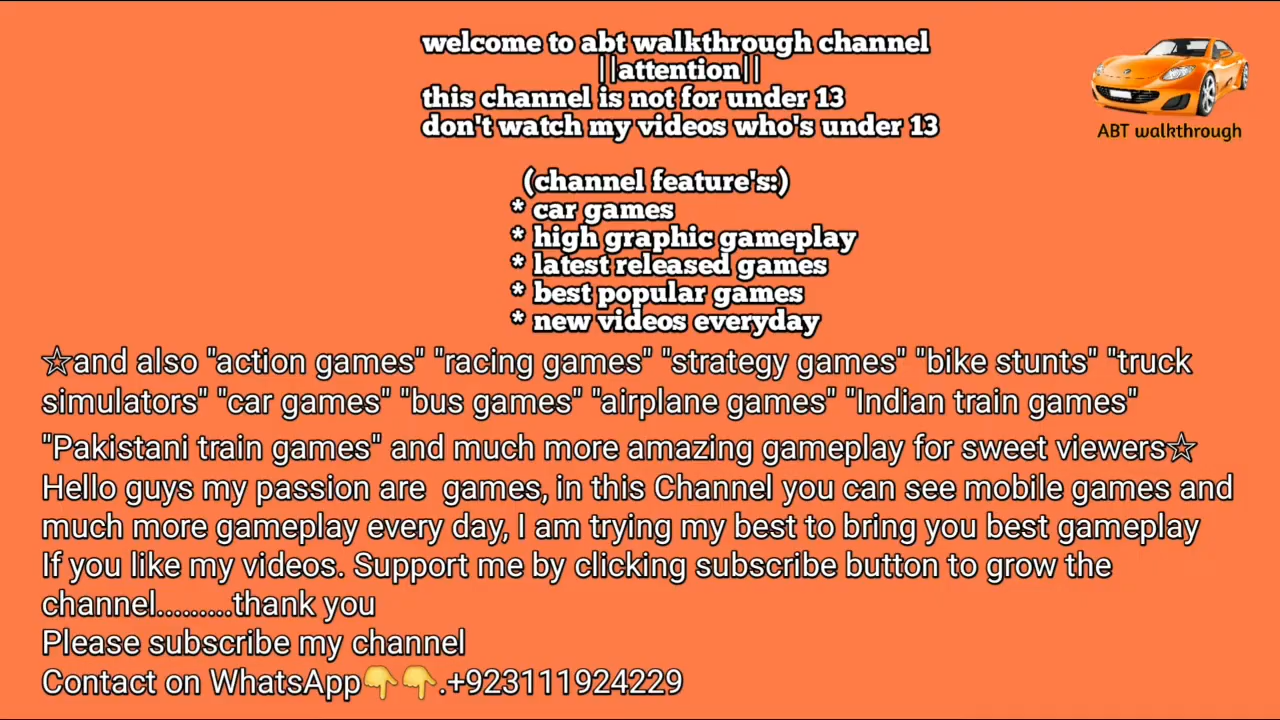 welcome to abt walkthrough channel
||attention||
this channel is not for under 13
don't watch my videos who's under 13
ABT walkthrough
(channel feature's:)
* car games
* high graphic gameplay
* latest released games
* best popular games
* new videos everyday
☆and also "action games" "racing games" "strategy games" "bike stunts" "truck
simulators" "car games" "bus games" "airplane games" "Indian train games"
"Pakistani train games" and much more amazing gameplay for sweet viewers☆
Hello guys my passion are  games, in this Channel you can see mobile games and
much more gameplay every day, I am trying my best to bring you best gameplay
If you like my videos. Support me by clicking subscribe button to grow the
channel.........thank you
Please subscribe my channel
Contact on WhatsApp👇👇.+923111924229